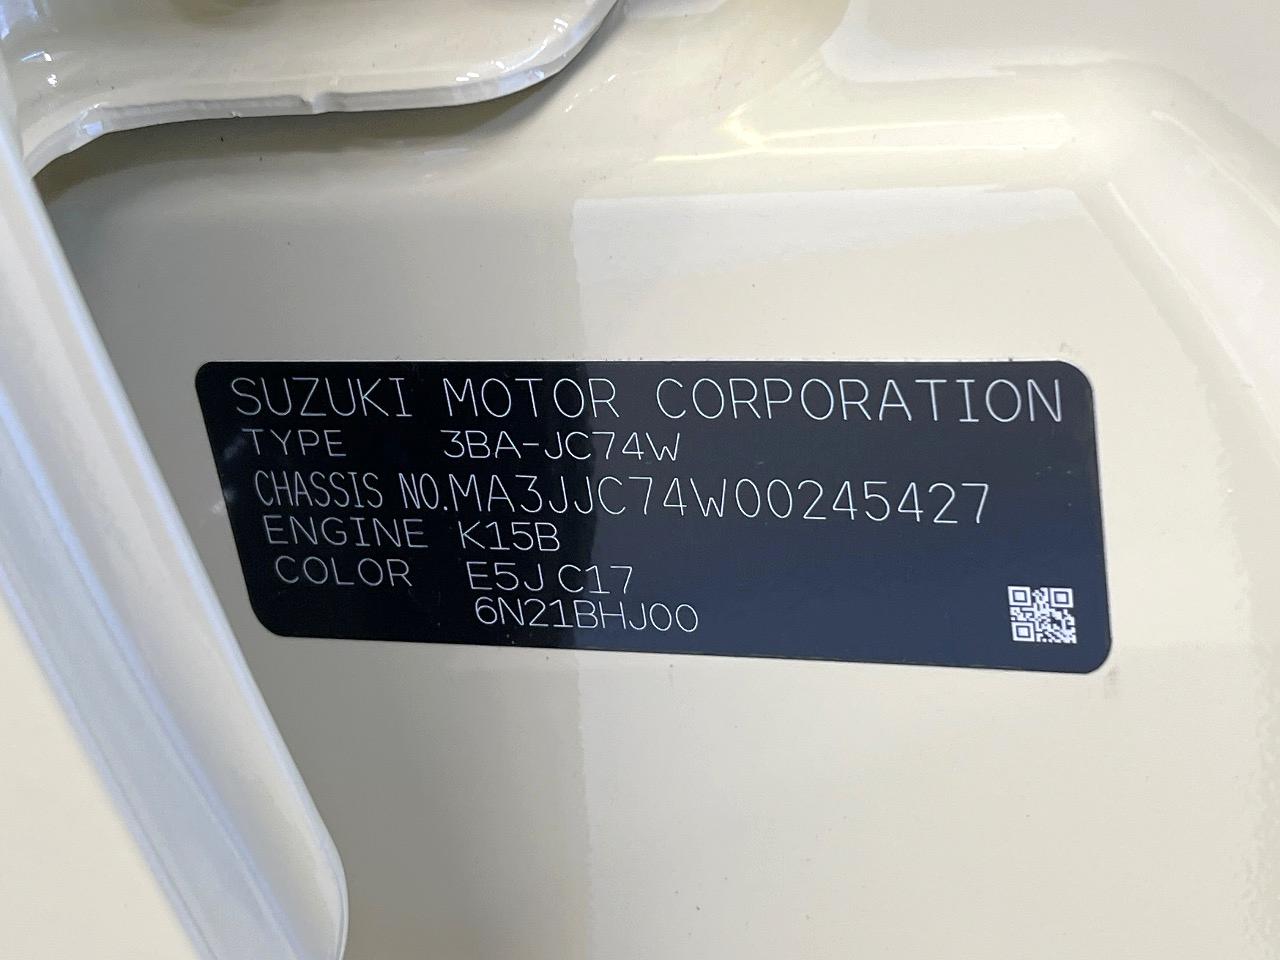 SUZUKI MOTOR CORPORATION
TYPE 3BA-JC74W
CHASSIS NO.MA3JJC74W00245427
ENGINE K15B
COLOR E5J C17
6N21BHJ00